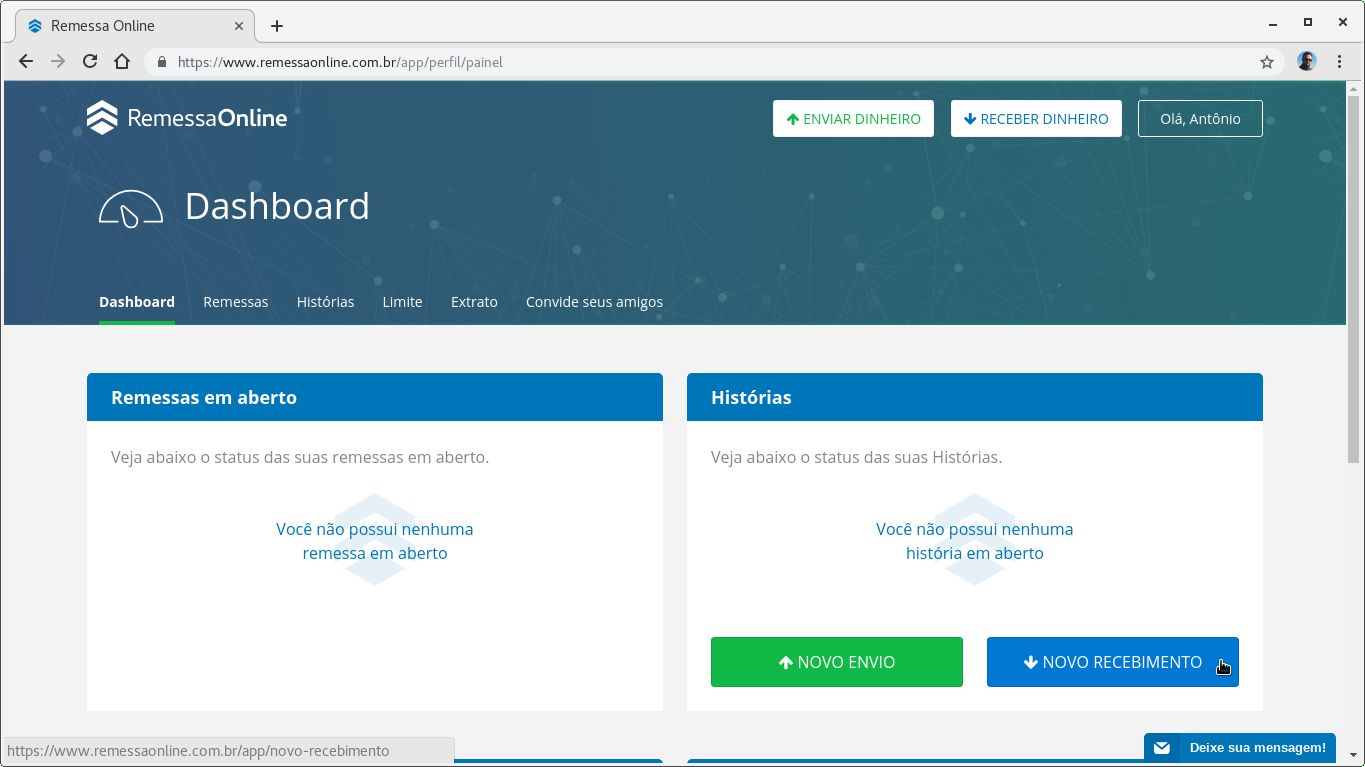 Remessa Online
https://www.remessaonline.com.br/app/perfil/painel
RemessaOnline
ENVIAR DINHEIRO
RECEBER DINHEIRO
Olá, Antônio
Dashboard
Dashboard
Remessas
Histórias
Limite
Extrato
Convide seus amigos
Remessas em aberto
Veja abaixo o status das suas remessas em aberto.
Você não possui nenhuma
remessa em aberto
Histórias
Veja abaixo o status das suas Histórias.
Você não possui nenhuma
história em aberto
NOVO ENVIO
NOVO RECEBIMENTO
https://www.remessaonline.com.br/app/novo-recebimento
Deixe sua mensagem!